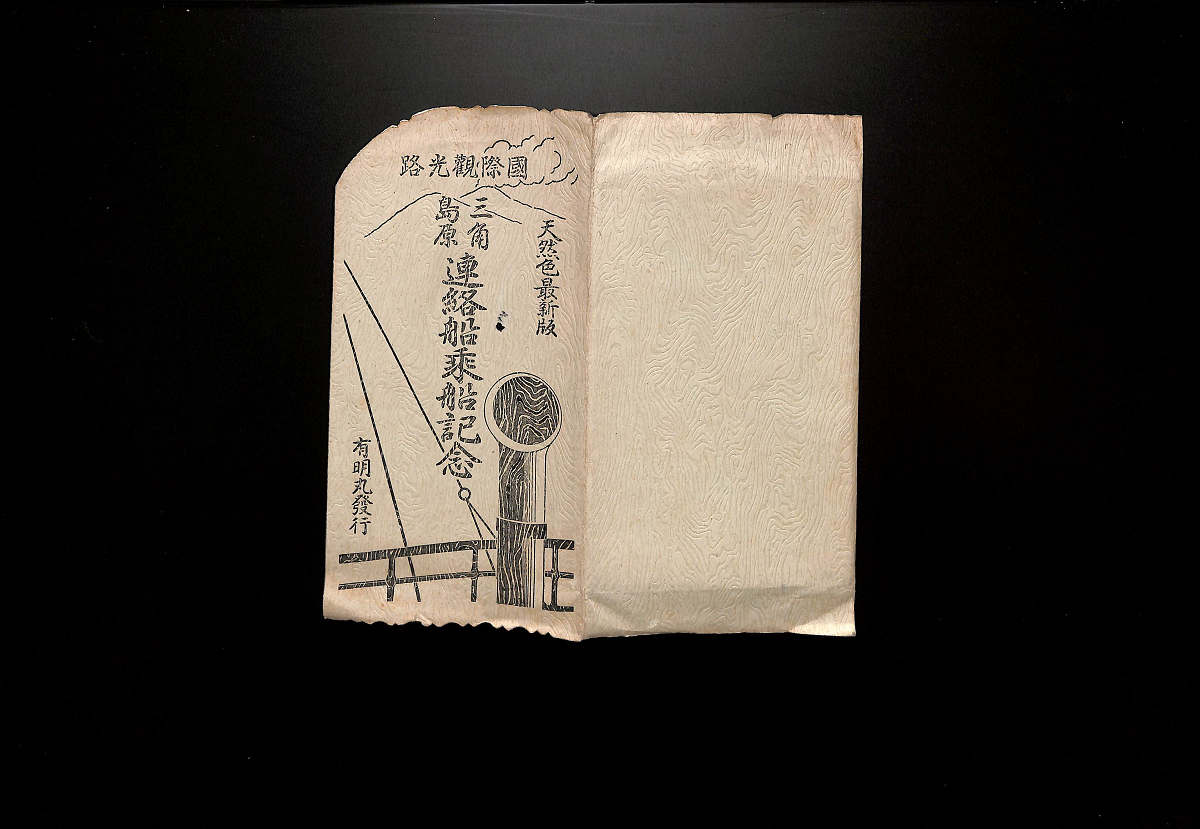 國際觀光路
天然色最新版
三角
島原
連絡船乘船記念
有明丸發行